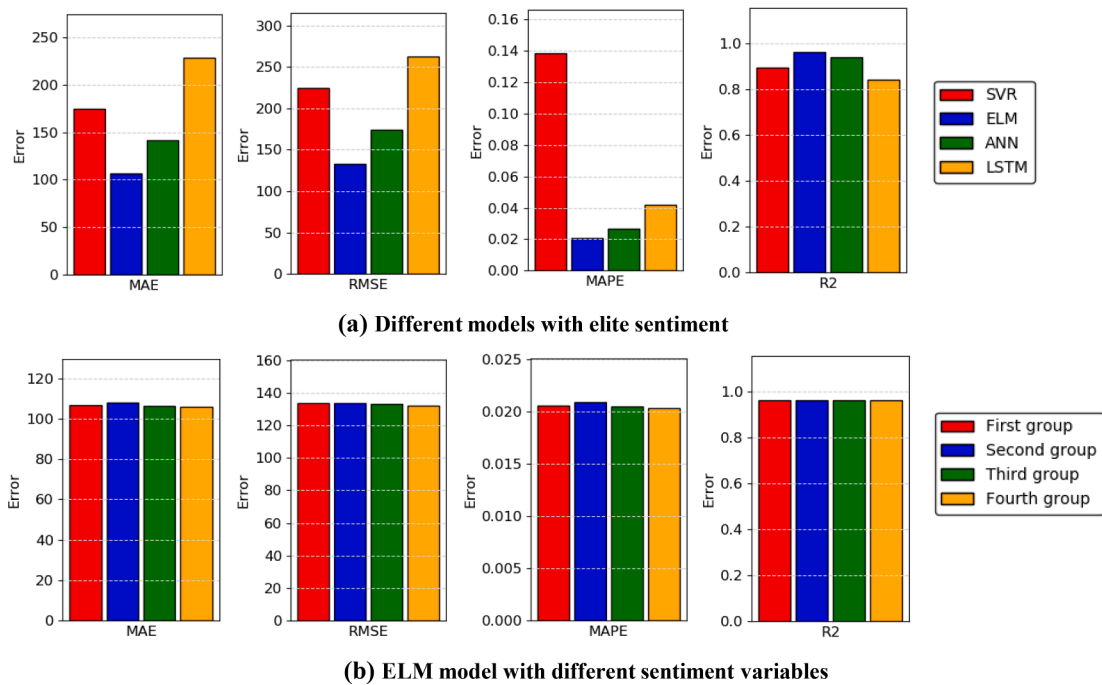 250
200
150
100
50
0
Error
MAE
300
250
200
150
100
50
0
Error
RMSE
0.16
0.14
0.12
0.10
0.08
0.06
0.04
0.02
0.00
Error
MAPE
1.0
0.8
0.6
0.4
0.2
0.0
Error
R2
SVR
ELM
ANN
LSTM
(a) Different models with elite sentiment
120
100
80
60
40
20
0
Error
MAE
160
140
120
100
80
60
40
20
0
Error
RMSE
0.025
0.020
0.015
0.010
0.005
0.000
Error
MAPE
1.0
0.8
0.6
0.4
0.2
0.0
Error
R2
First group
Second group
Third group
Fourth group
(b) ELM model with different sentiment variables